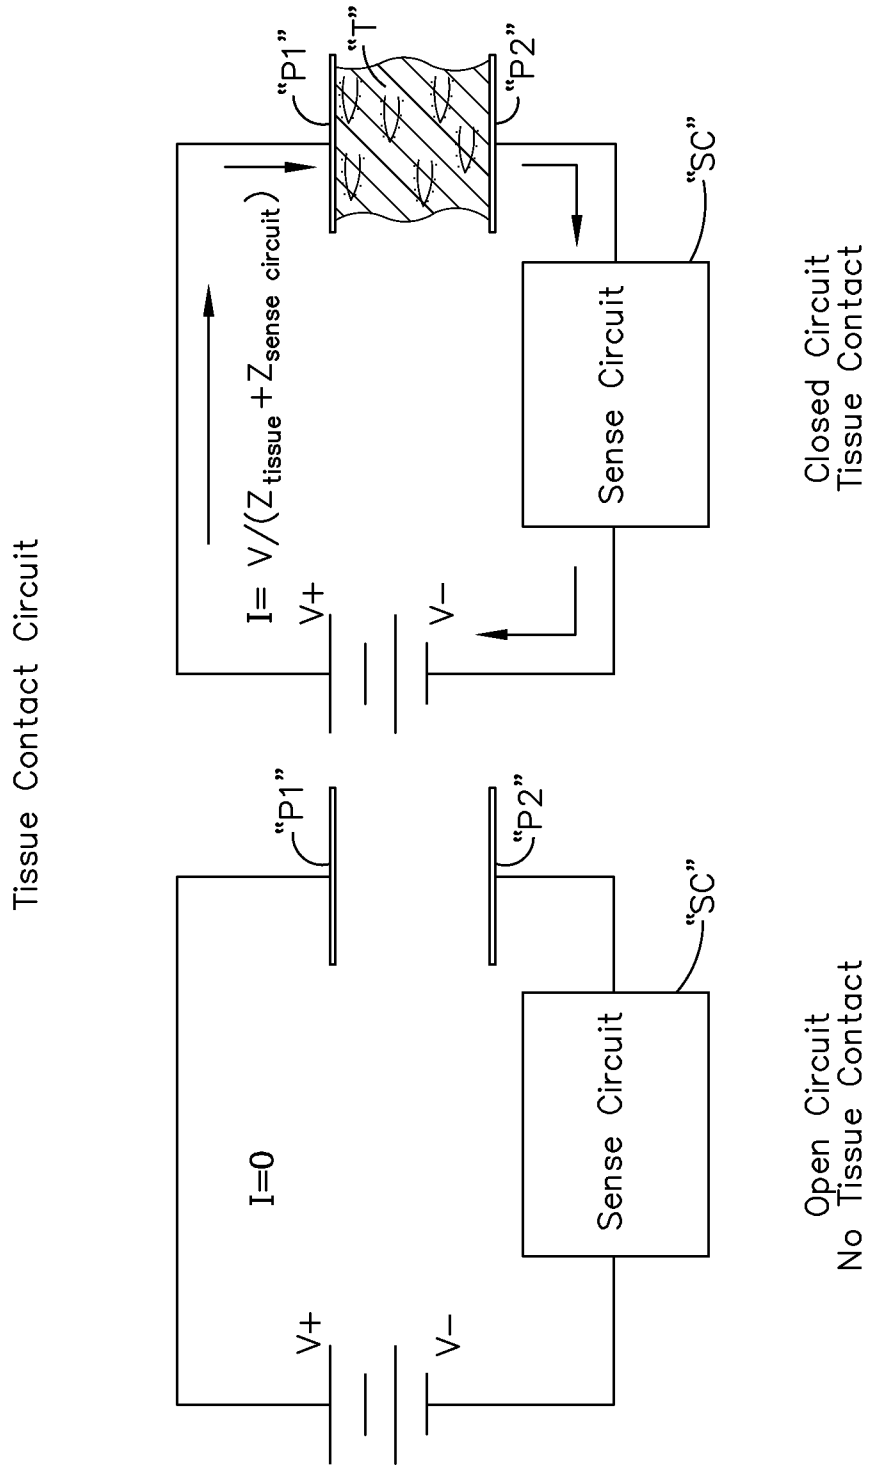 Tissue Contact Circuit
I=0
V+
V−
“P1”
“P2”
Sense Circuit
“SC”
Open Circuit
No Tissue Contact
I= V/(Ztissue+Zsense circuit)
V+
V−
“P1”
“T”
“P2”
Sense Circuit
“SC”
Closed Circuit
Tissue Contact